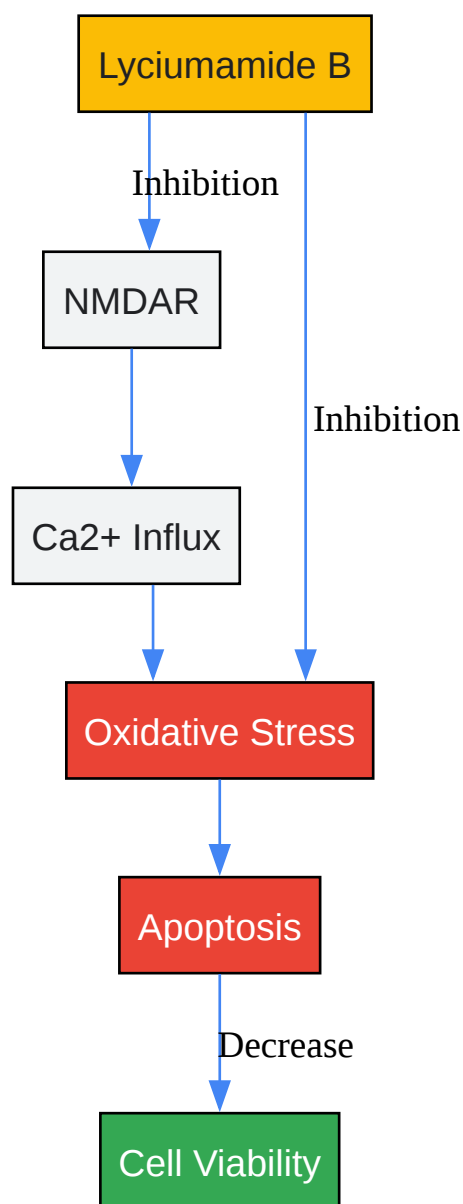 Lyciumamide B
Inhibition
NMDAR
Inhibition
Ca2+ Influx
Oxidative Stress
Apoptosis
Decrease
Cell Viability